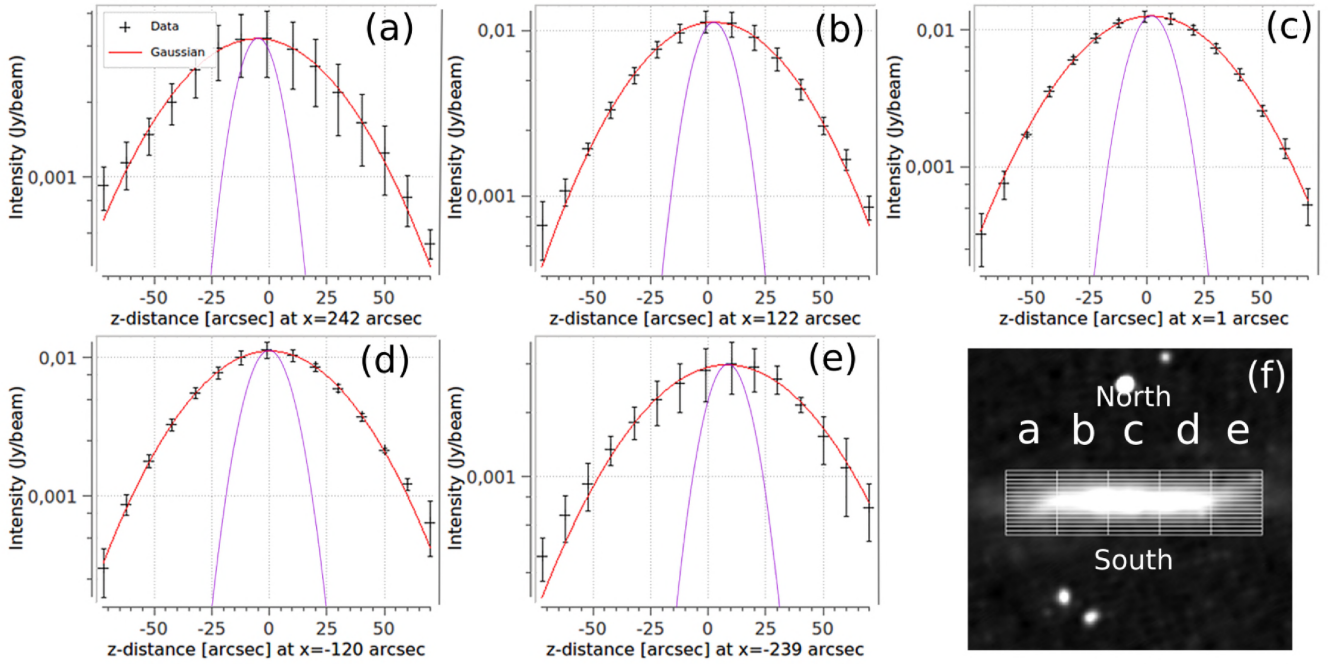 (a)
Data
Gaussian
Intensity (Jy/beam)
0,001
-50 -25 0 25 50
z-distance [arcsec] at x=242 arcsec
(b)
Intensity (Jy/beam)
0,01
0,001
-50 -25 0 25 50
z-distance [arcsec] at x=122 arcsec
(c)
Intensity (Jy/beam)
0,01
0,001
-50 -25 0 25 50
z-distance [arcsec] at x=1 arcsec
(d)
Intensity (Jy/beam)
0,01
0,001
-50 -25 0 25 50
z-distance [arcsec] at x=-120 arcsec
(e)
Intensity (Jy/beam)
0,001
-50 -25 0 25 50
z-distance [arcsec] at x=-239 arcsec
(f)
North
a b c d e
South